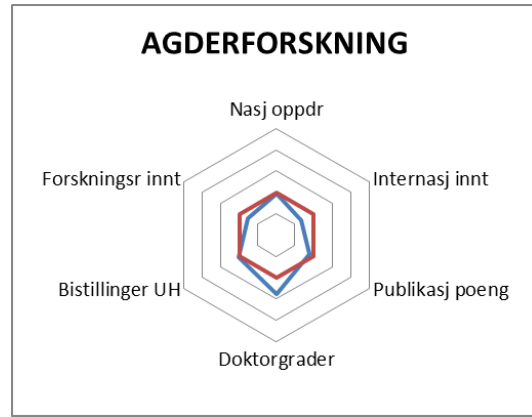 AGDERFORSKNING
Nasj oppdr
Forskningsr innt
Internasj innt
Bistillinger UH
Publikasj poeng
Doktorgrader